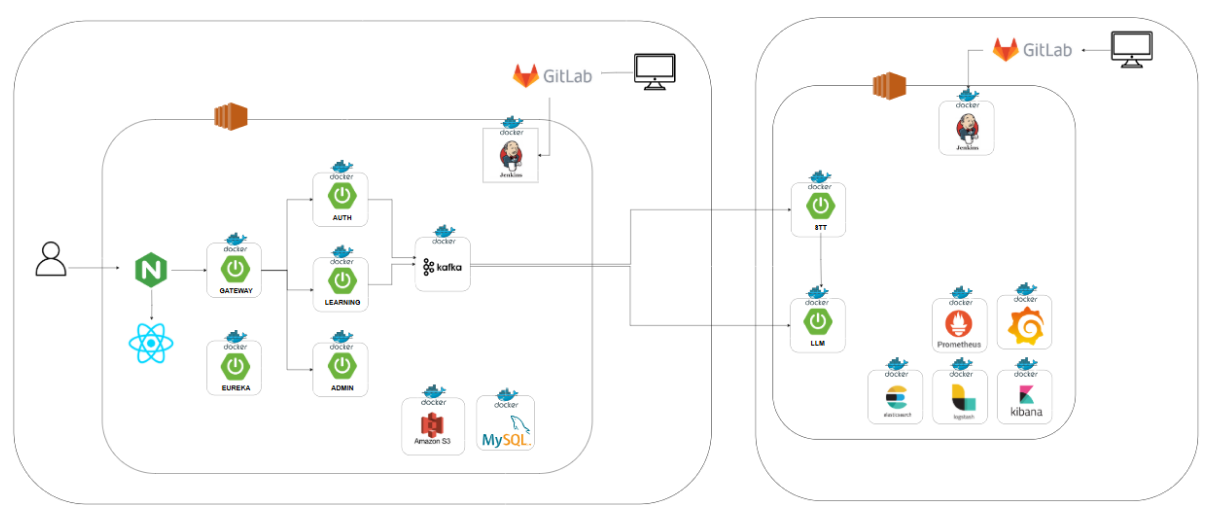 GitLab
GitLab
docker
Jenkins
docker
Jenkins
docker
AUTH
docker
STT
docker
GATEWAY
docker
LEARNING
docker
kafka
docker
LLM
docker
Prometheus
docker
docker
EUREKA
docker
ADMIN
docker
Amazon S3
docker
MySQL
docker
elasticsearch
docker
logstash
docker
kibana